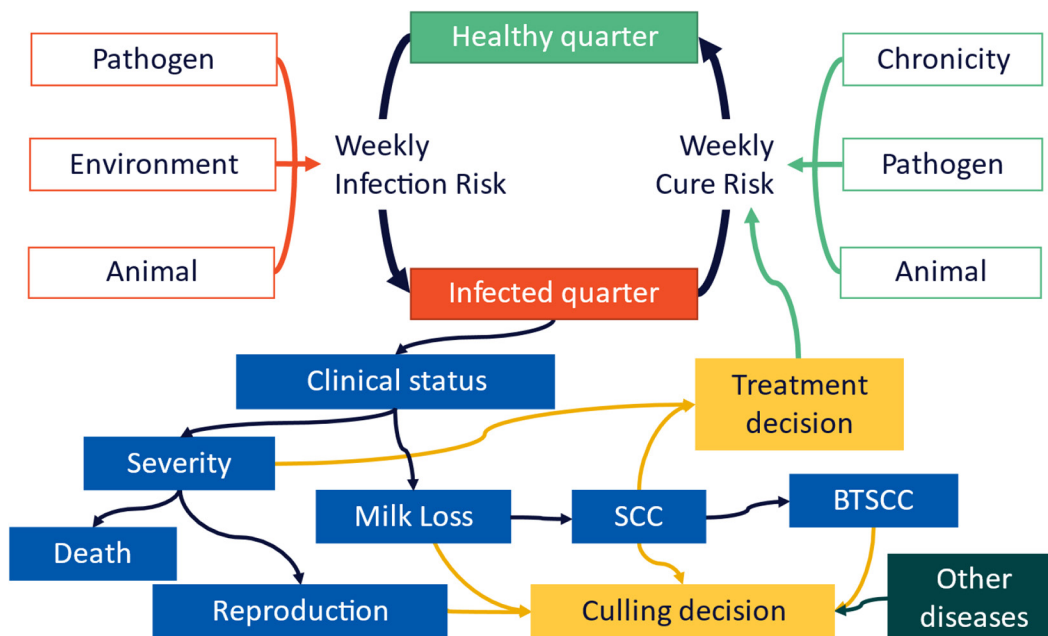 Healthy quarter
Pathogen
Chronicity
Weekly
Infection Risk
Weekly
Cure Risk
Environment
Pathogen
Animal
Animal
Infected quarter
Clinical status
Treatment
decision
Severity
Milk Loss
SCC
BTSCC
Death
Reproduction
Culling decision
Other
diseases